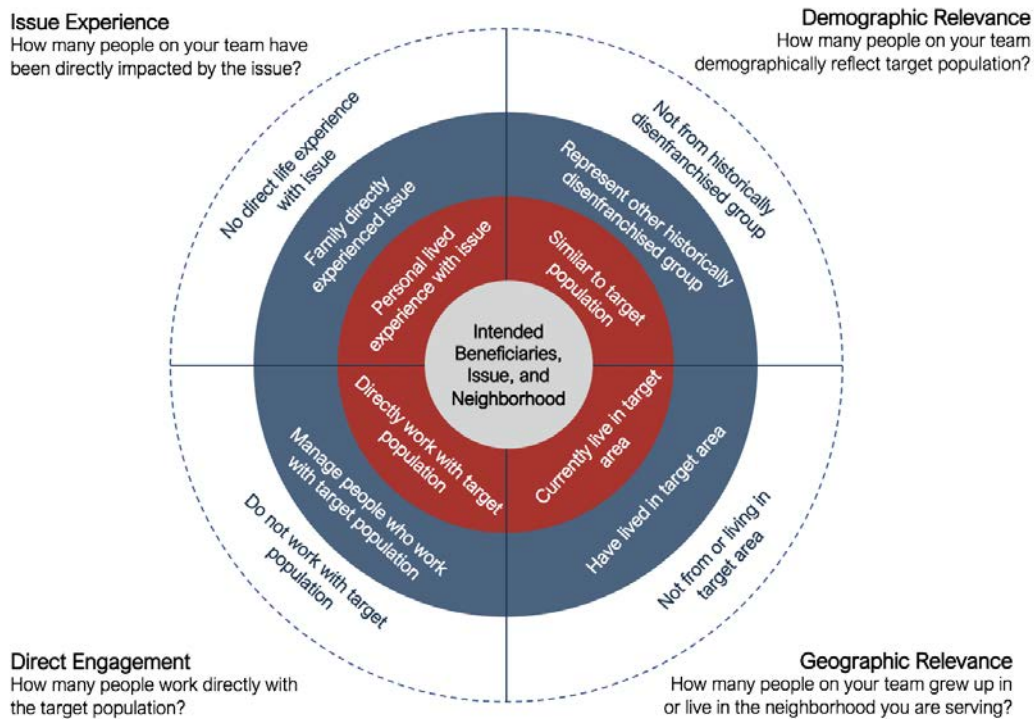 Issue Experience
How many people on your team have
been directly impacted by the issue?
Demographic Relevance
How many people on your team
demographically reflect target population?
No direct life experience
with issue
Family directly
experienced issue
Personal lived
experience with issue
Not from historically
disenfranchised group
Represent other historically
disenfranchised group
Similar to target
population
Intended
Beneficiaries,
Issue, and
Neighborhood
Directly work with target
population
Manage people who work
with target population
Do not work with target
population
Currently live in target
area
Have lived in target area
Not from or living in
target area
Direct Engagement
How many people work directly with
the target population?
Geographic Relevance
How many people on your team grew up in
or live in the neighborhood you are serving?